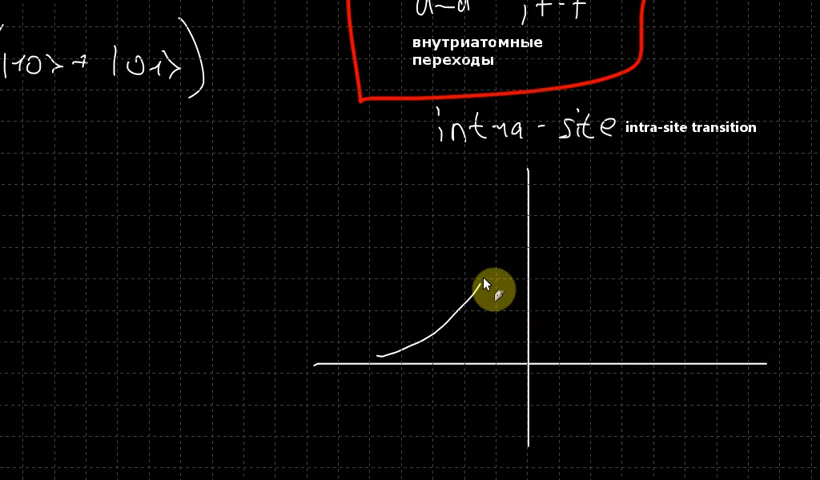 d-d , f-f
внутриатомные
переходы
|10> + |01> )
intra-site intra-site transition